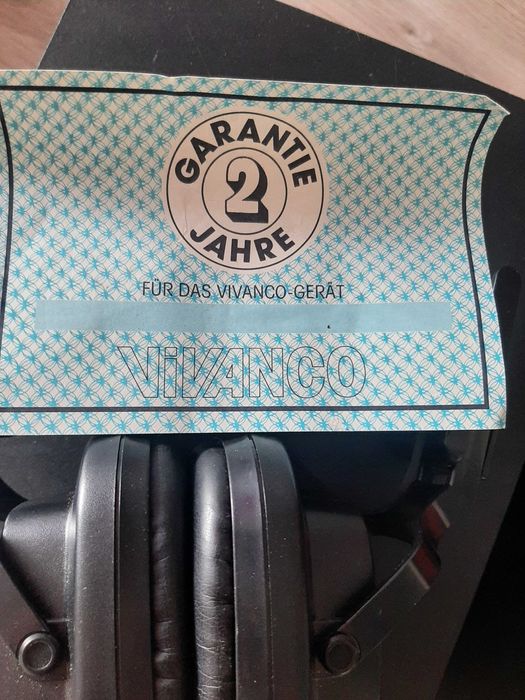 GARANTIE
2
JAHRE
FÜR DAS VIVANCO-GERÄT
ViVANCO